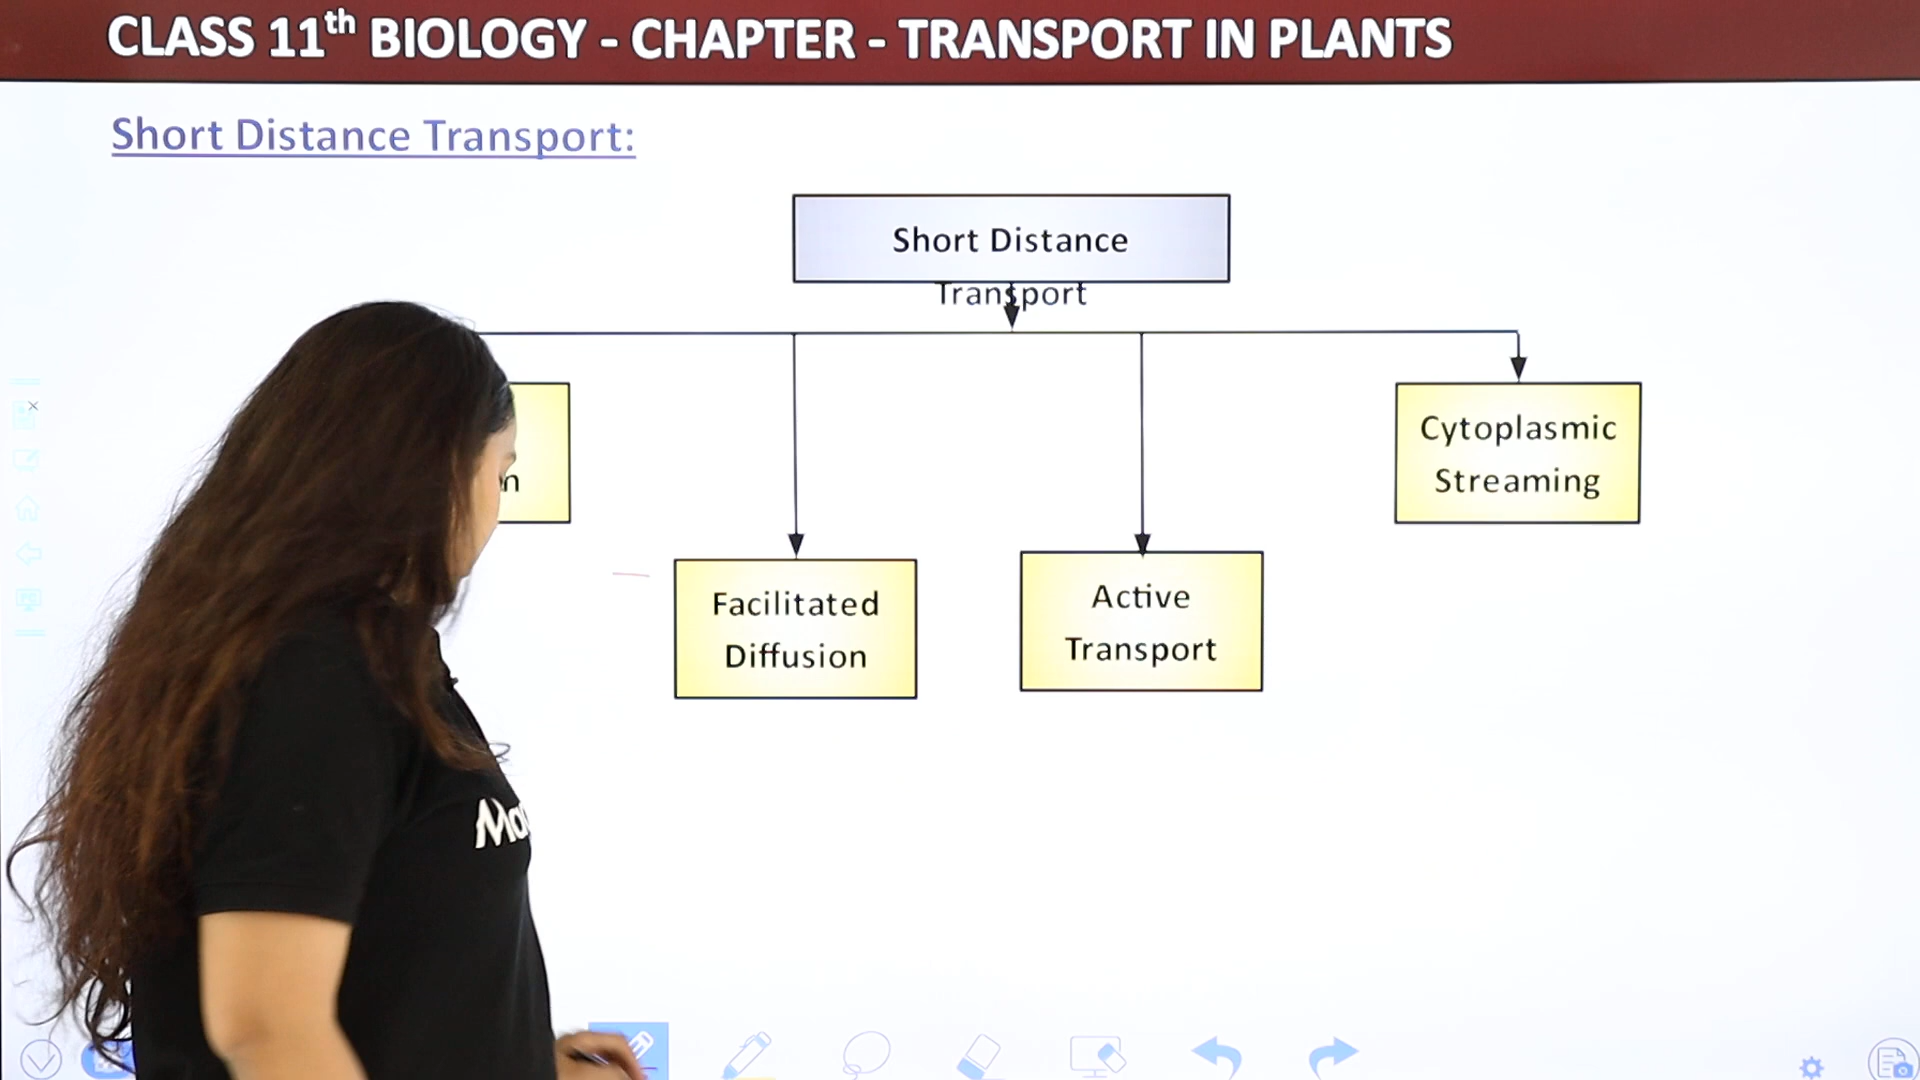 CLASS 11th BIOLOGY - CHAPTER - TRANSPORT IN PLANTS
Short Distance Transport:
Short Distance
Transport
Cytoplasmic
Streaming
Facilitated
Diffusion
Active
Transport